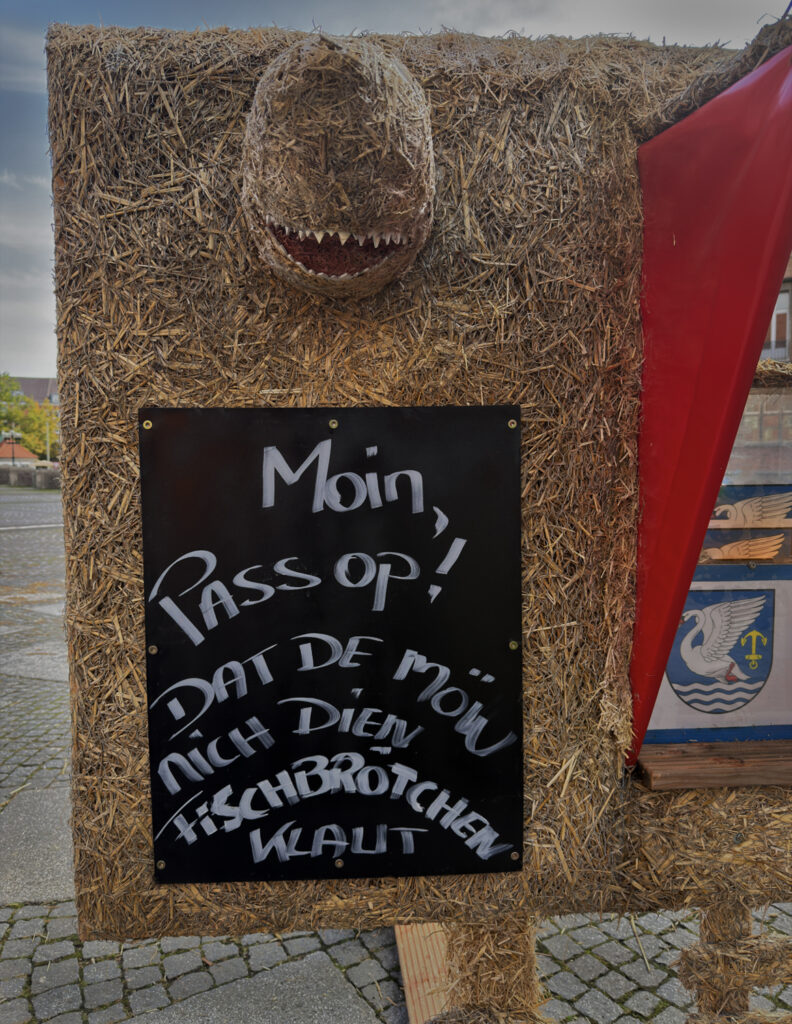 Moin,
PASS OP!
DAT DE MÖW
NICH DIEN
FISCHBRÖTCHEN
KLAUT